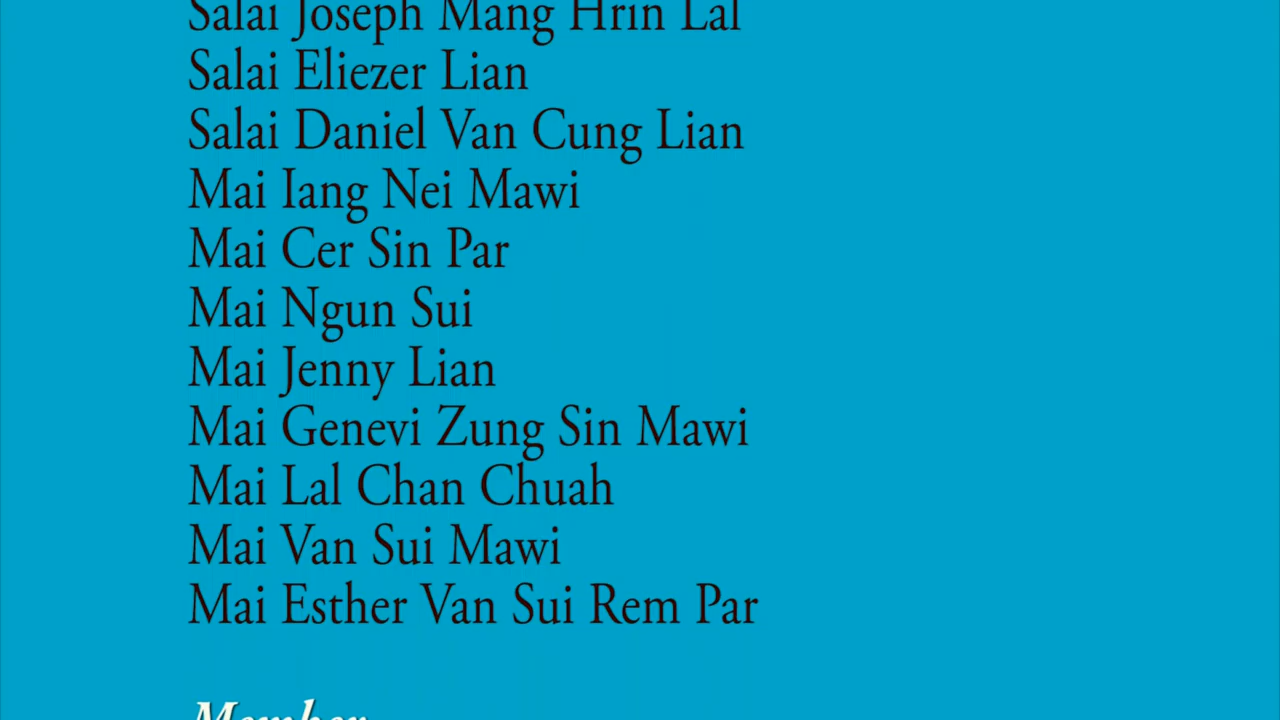 Salai Joseph Mang Hrin Lal
Salai Eliezer Lian
Salai Daniel Van Cung Lian
Mai Iang Nei Mawi
Mai Cer Sin Par
Mai Ngun Sui
Mai Jenny Lian
Mai Genevi Zung Sin Mawi
Mai Lal Chan Chuah
Mai Van Sui Mawi
Mai Esther Van Sui Rem Par
Member